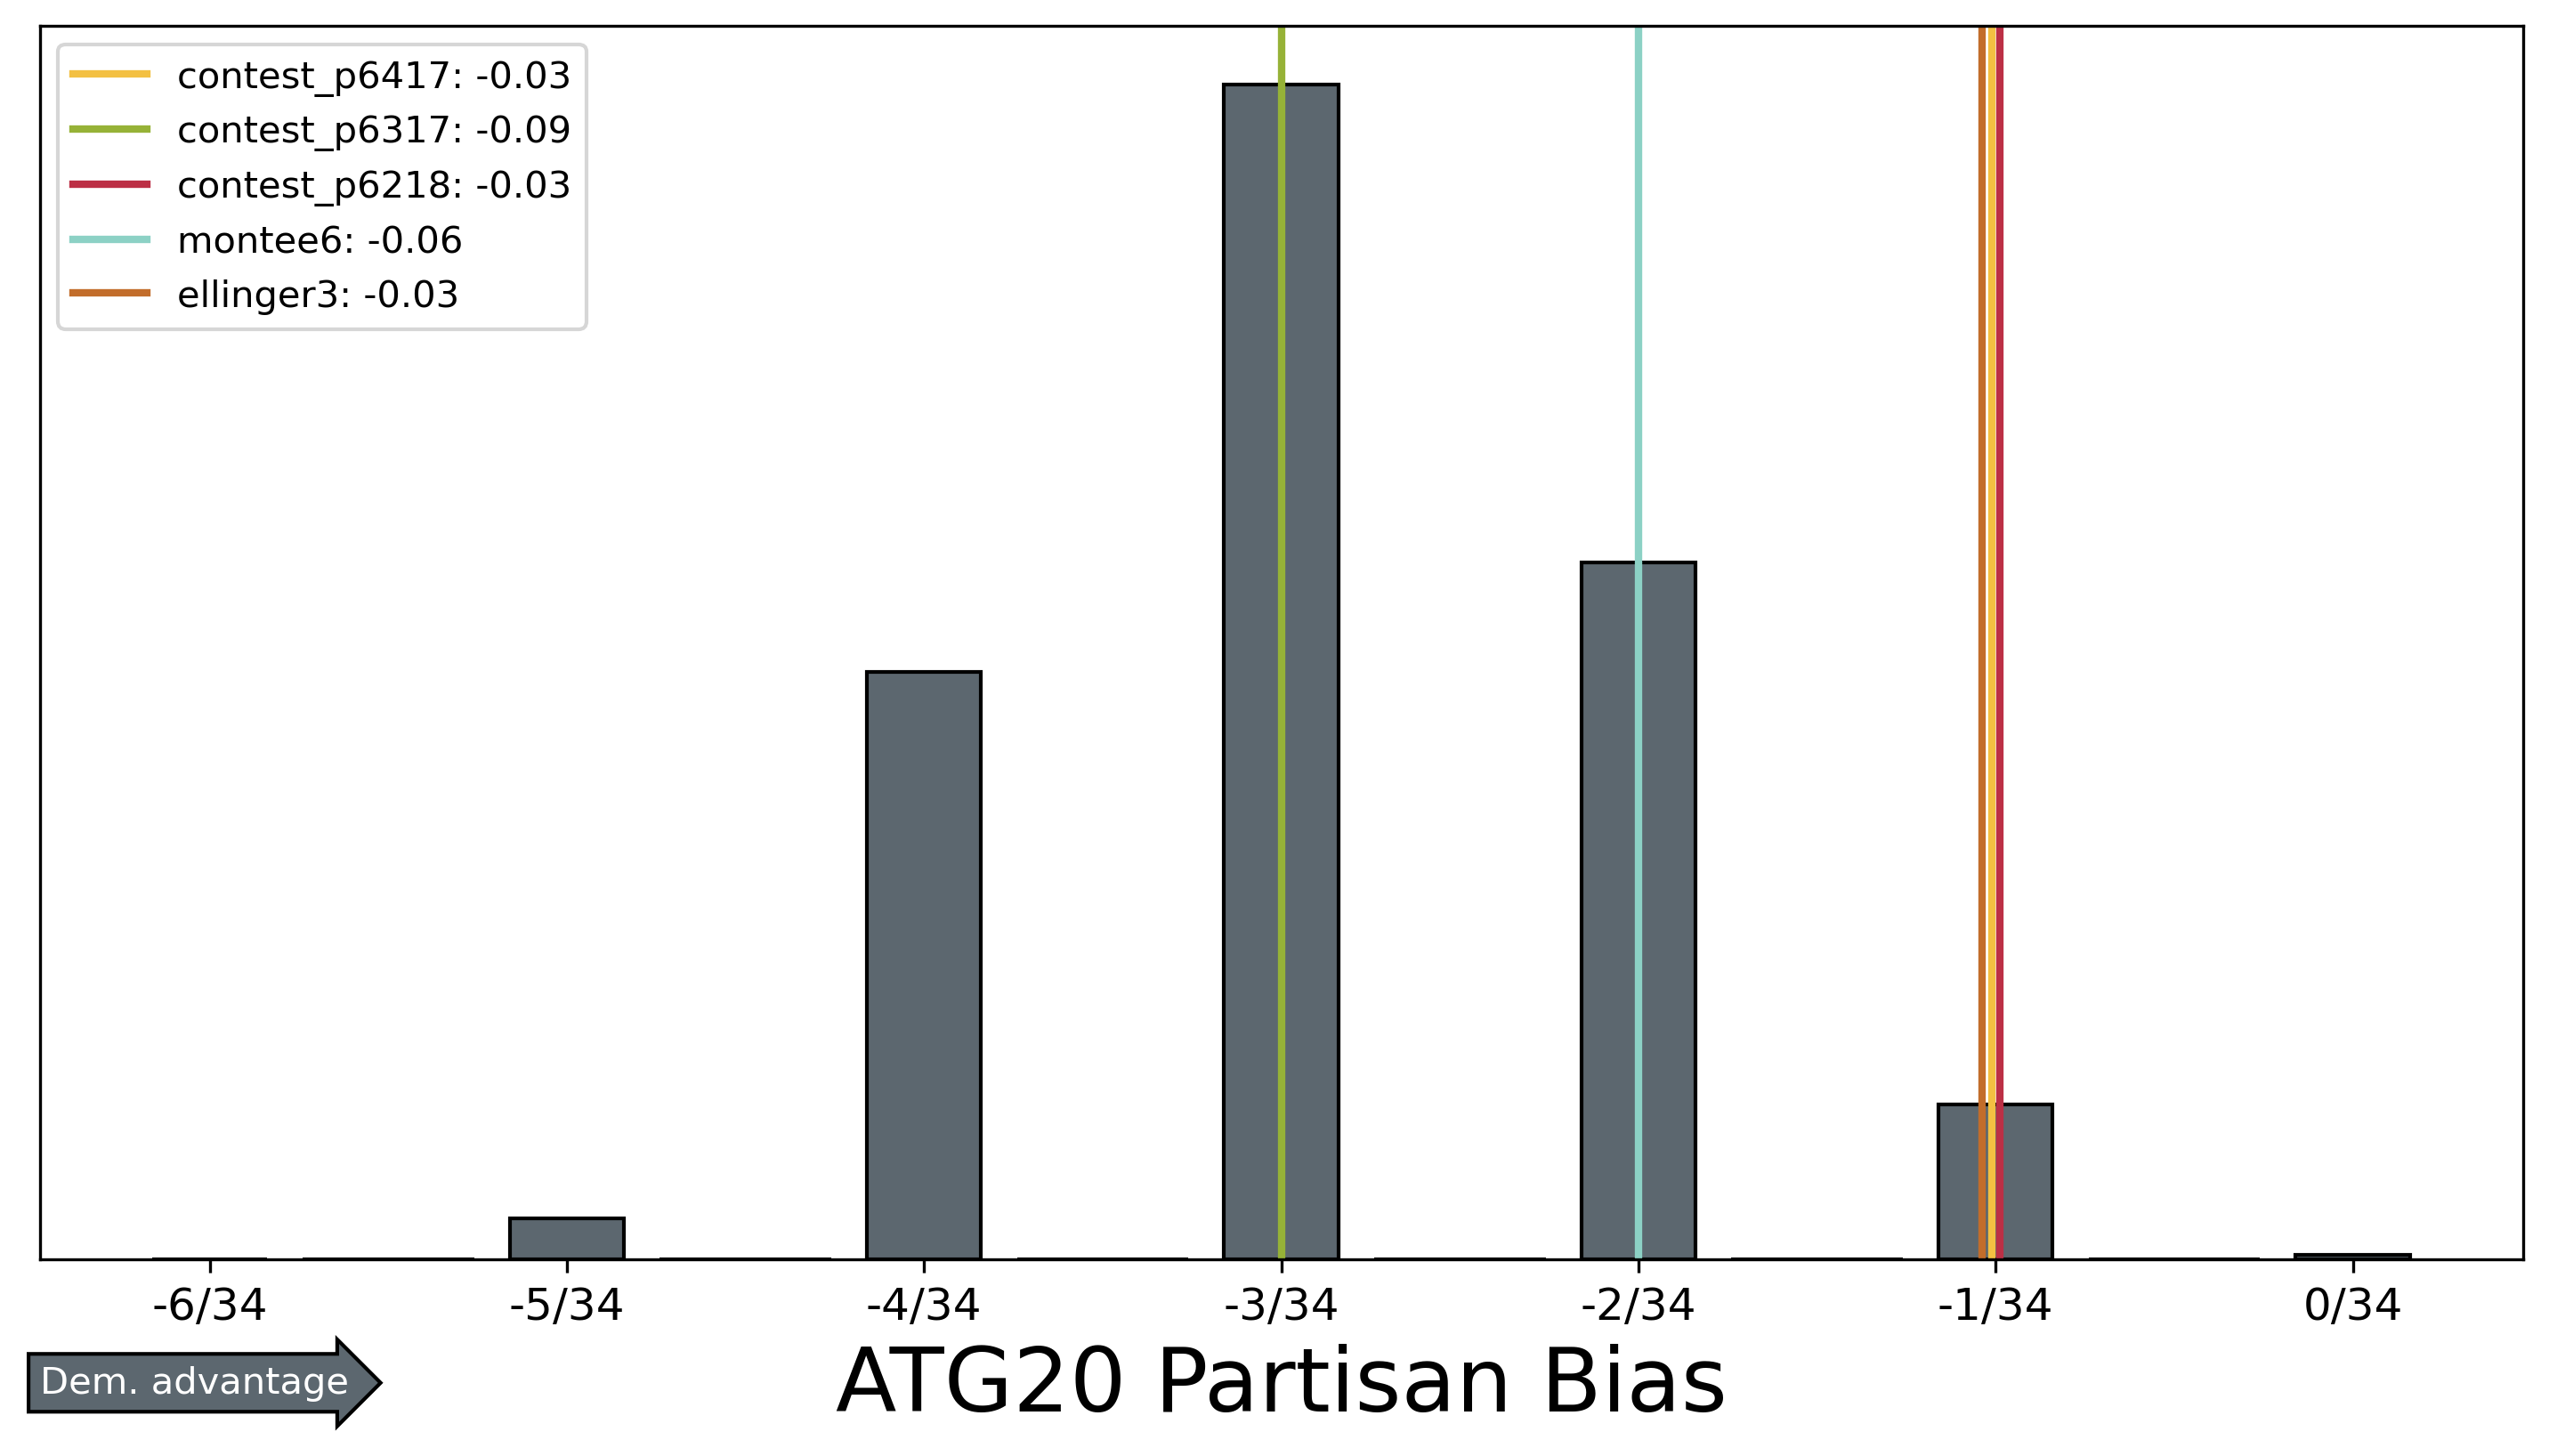 contest_p6417: -0.03
contest_p6317: -0.09
contest_p6218: -0.03
montee6: -0.06
ellinger3: -0.03
-6/34 -5/34 -4/34 -3/34 -2/34 -1/34 0/34
Dem. advantage
ATG20 Partisan Bias